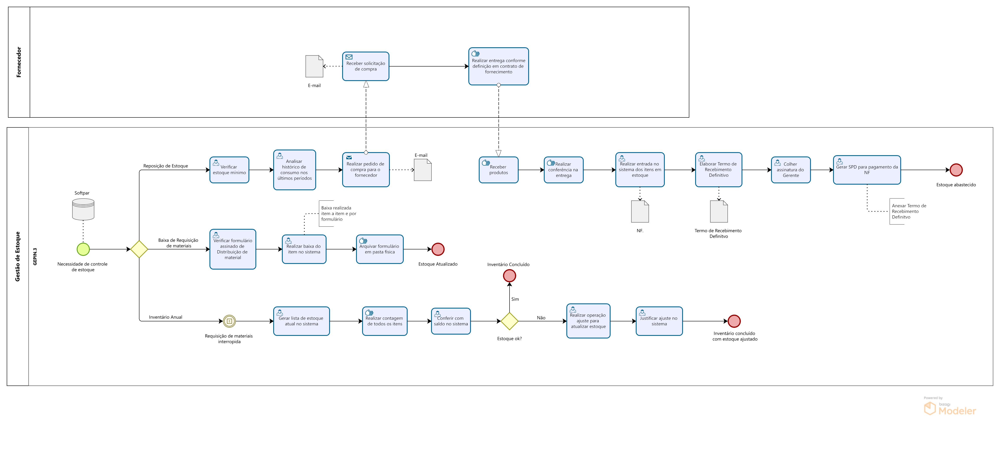 Fornecedor
Receber solicitação
de compra
E-mail
Realizar entrega conforme
definição em contrato de
fornecimento
Gestão de Estoque
GEPIN.3
Softpar
Necessidade de controle
de estoque
Reposição de Estoque
Verificar
estoque mínimo
Analisar
histórico de
consumo nos
últimos períodos
Realizar pedido de
compra para o
fornecedor
E-mail
Receber
produtos
Realizar
conferência na
entrega
Realizar entrada no
sistema dos itens em
estoque
NF.
Elaborar Termo de
Recebimento
Definitivo
Termo de Recebimento
Definitvo
Colher
assinatura do
Gerente
Gerar SPD para pagamento da
NF
Anexar Termo de
Recebimento
Definitvo
Estoque abastecido
Baixa de Requisição
de materiais
Verificar formulário
assinado de
Distribuição de
material
Realizar baixa do
item no sistema
Baixa realizada
item a item e por
formulário
Arquivar formulário
em pasta física
Estoque Atualizado
Inventário Anual
Requisição de materiais
interropida
Gerar lista de estoque
atual no sistema
Realizar contagem
de todos os itens
Conferir com
saldo no sistema
Estoque ok?
Sim
Inventário Concluído
Não
Realizar operação
ajuste para
atualizar estoque
Justificar ajuste no
sistema
Inventário concluído
com estoque ajustado
Powered by
bizagi
Modeler